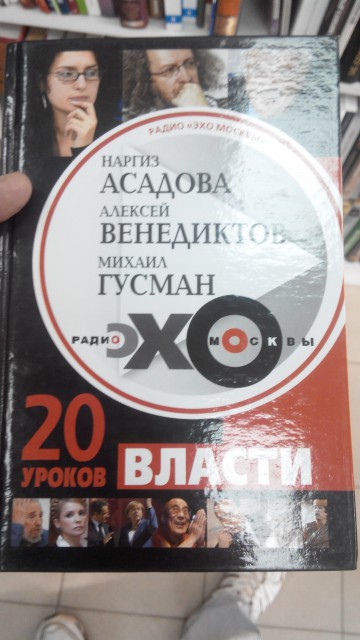 РАДИО «ЭХО МОСКВЫ»
НАРГИЗ
АСАДОВА
АЛЕКСЕЙ
ВЕНЕДИКТОВ
МИХАИЛ
ГУСМАН
РАДИО ЭХО МОСКВЫ
20
УРОКОВ ВЛАСТИ